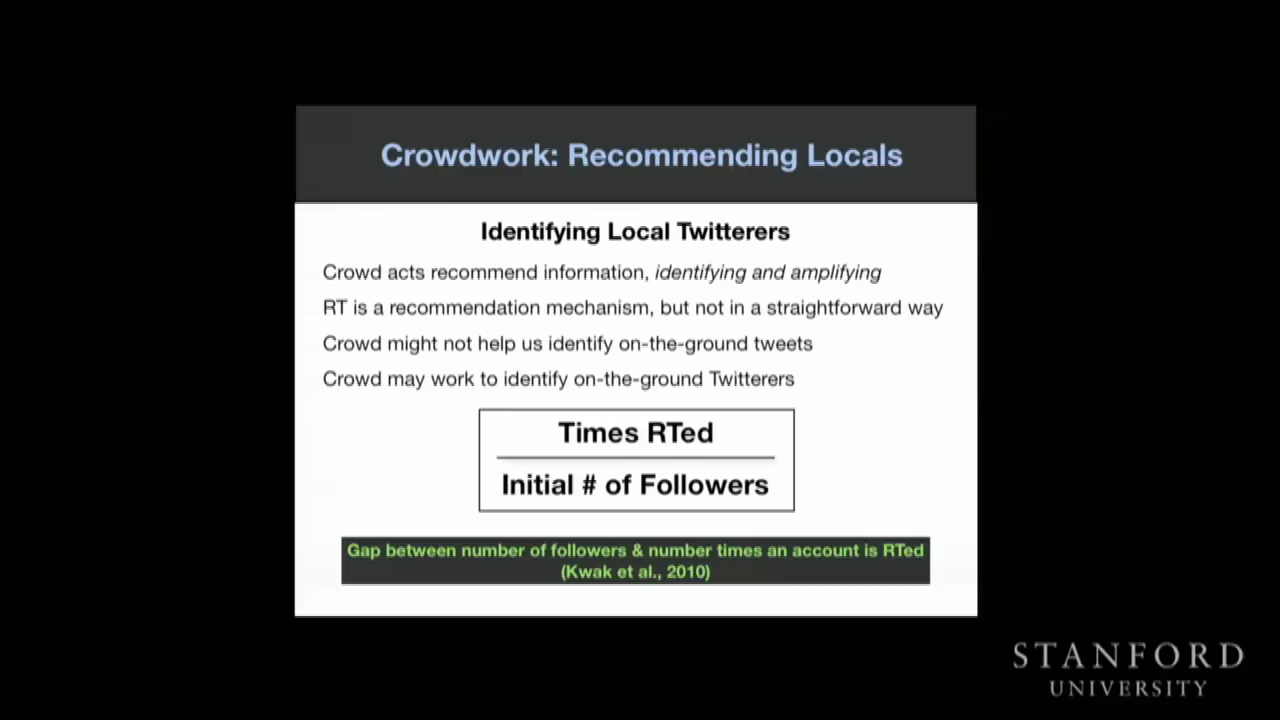 Crowdwork: Recommending Locals
Identifying Local Twitterers
Crowd acts recommend information, identifying and amplifying
RT is a recommendation mechanism, but not in a straightforward way
Crowd might not help us identify on-the-ground tweets
Crowd may work to identify on-the-ground Twitterers
Times RTed
Initial # of Followers
Gap between number of followers & number times an account is RTed
(Kwak et al., 2010)
STANFORD
UNIVERSITY